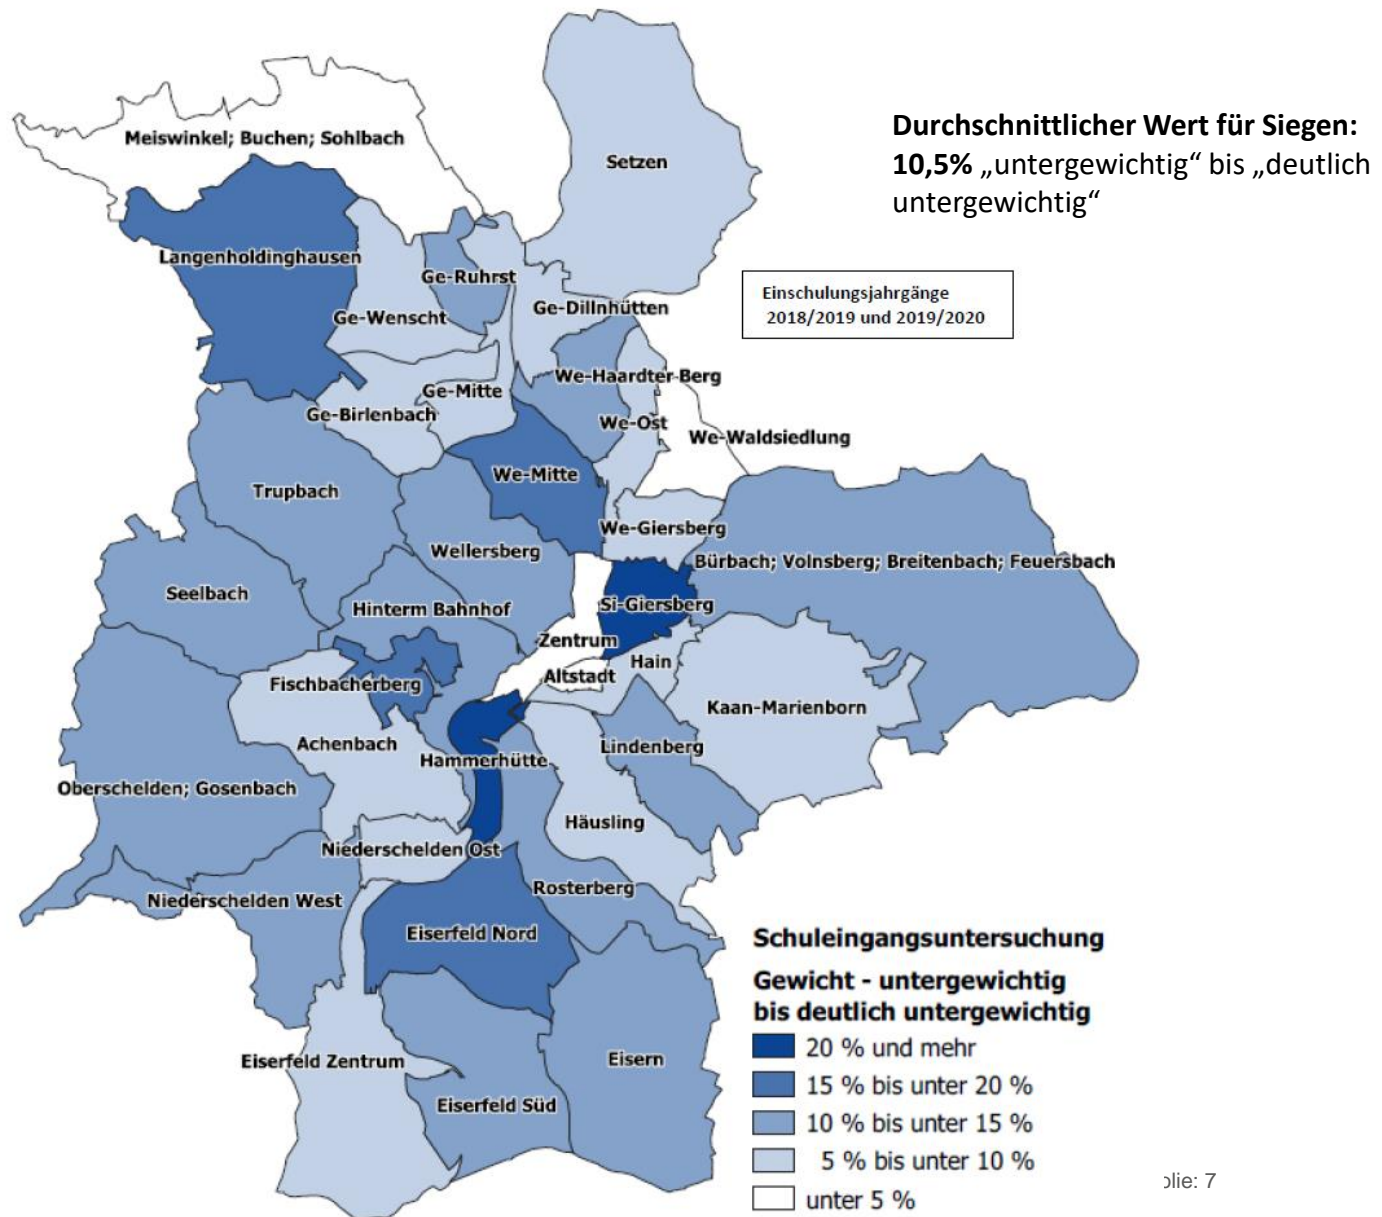 Durchschnittlicher Wert für Siegen:
10,5% „untergewichtig“ bis „deutlich
untergewichtig“
Meiswinkel; Buchen; Sohlbach
Setzen
Langenholdinghausen
Ge-Ruhrst
Ge-Wenscht
Ge-Dillnhütten
Einschulungsjahrgänge
2018/2019 und 2019/2020
We-Haardter-Berg
Ge-Mitte
Ge-Birlenbach
We-Ost
We-Waldsiedlung
We-Mitte
Trupbach
We-Giersberg
Wellersberg
Bürbach; Volnsberg; Breitenbach; Feuersbach
Seelbach
Hinterm Bahnhof
Si-Giersberg
Zentrum
Hain
Altstadt
Fischbacherberg
Kaan-Marienborn
Achenbach
Lindenberg
Hammerhütte
Oberschelden; Gosenbach
Häusling
Niederschelden Ost
Rosterberg
Niederschelden West
Eiserfeld Nord
Eiserfeld Zentrum
Eisern
Eiserfeld Süd
Schuleingangsuntersuchung
Gewicht - untergewichtig
bis deutlich untergewichtig
20 % und mehr
15 % bis unter 20 %
10 % bis unter 15 %
5 % bis unter 10 %
unter 5 %
olie: 7